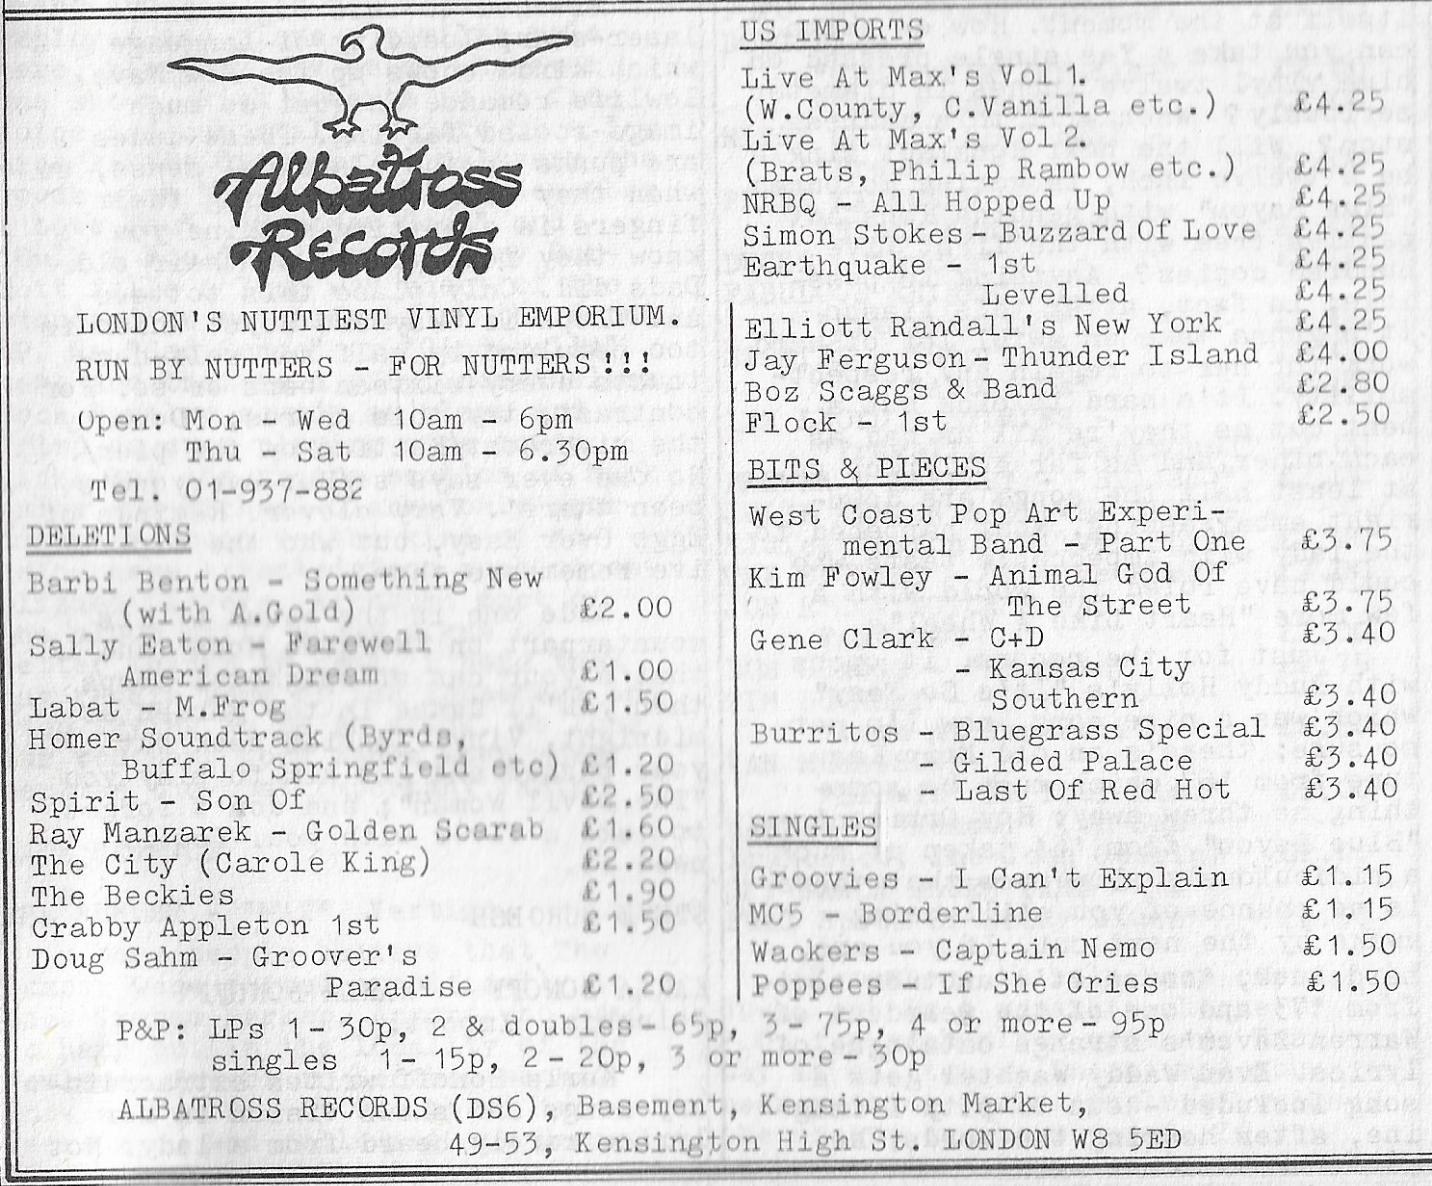 Albatross
Records
LONDON'S NUTTIEST VINYL EMPORIUM.
RUN BY NUTTERS - FOR NUTTERS!!!
Open: Mon - Wed 10am - 6pm
Thu - Sat 10am - 6.30pm
Tel: 01-937-882
DELETIONS
Barbi Benton - Something New
(with A.Gold) £2.00
Sally Eaton - Farewell
American Dream £1.00
Labat - M.Frog £1.50
Homer Soundtrack (Byrds,
Buffalo Springfield etc) £1.20
Spirit - Son Of £2.50
Ray Manzarek - Golden Scarab £1.60
The City (Carole King) £2.20
The Beckies £1.90
Crabby Appleton 1st £1.50
Doug Sahm - Groover's
Paradise £1.20
US IMPORTS
Live At Max's Vol 1.
(W.County, C.Vanilla etc.) £4.25
Live At Max's Vol 2.
(Brats, Philip Rambow etc.) £4.25
NRBQ - All Hopped Up £4.25
Simon Stokes - Buzzard Of Love £4.25
Earthquake - 1st £4.25
Levelled £4.25
Elliott Randall's New York £4.25
Jay Ferguson - Thunder Island £4.00
Boz Scaggs & Band £2.80
Flock - 1st £2.50
BITS & PIECES
West Coast Pop Art Experi-
mental Band - Part One £3.75
Kim Fowley - Animal God Of
The Street £3.75
Gene Clark - C+D £3.40
- Kansas City
Southern £3.40
Burritos - Bluegrass Special £3.40
- Gilded Palace £3.40
- Last Of Red Hot £3.40
SINGLES
Groovies - I Can't Explain £1.15
MC5 - Borderline £1.15
Wackers - Captain Nemo £1.50
Poppees - If She Cries £1.50
P&P: LPs 1 - 30p, 2 & doubles - 65p, 3 - 75p, 4 or more - 95p
singles 1 - 15p, 2 - 20p, 3 or more - 30p
ALBATROSS RECORDS (DS6), Basement, Kensington Market,
49-53, Kensington High St. LONDON W8 5ED